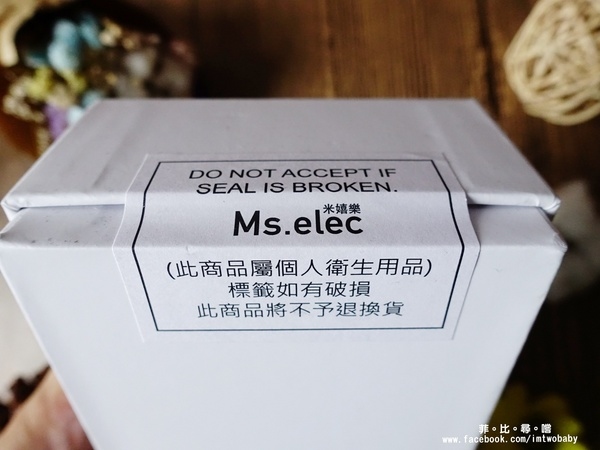 DO NOT ACCEPT IF
SEAL IS BROKEN.
米嬉樂
Ms.elec
(此商品屬個人衛生用品)
標籤如有破損
此商品將不予退換貨
菲。比。尋。嚐
www.facebook.com/imtwobaby